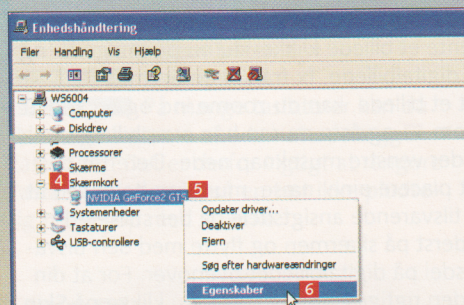 Enhedshåndtering
Filer Handling Vis Hjælp
WS6004
Computer
Diskdrev
Processorer
Skærme
4 Skærmkort
NVIDIA GeForce2 GTS 5
Systemenheder
Tastaturer
USB-controllere
Opdater driver...
Deaktiver
Fjern
Søg efter hardwareændringer
Egenskaber 6